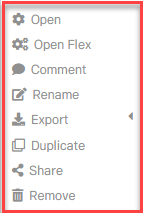 Open
Open Flex
Comment
Rename
Export
Duplicate
Share
Remove